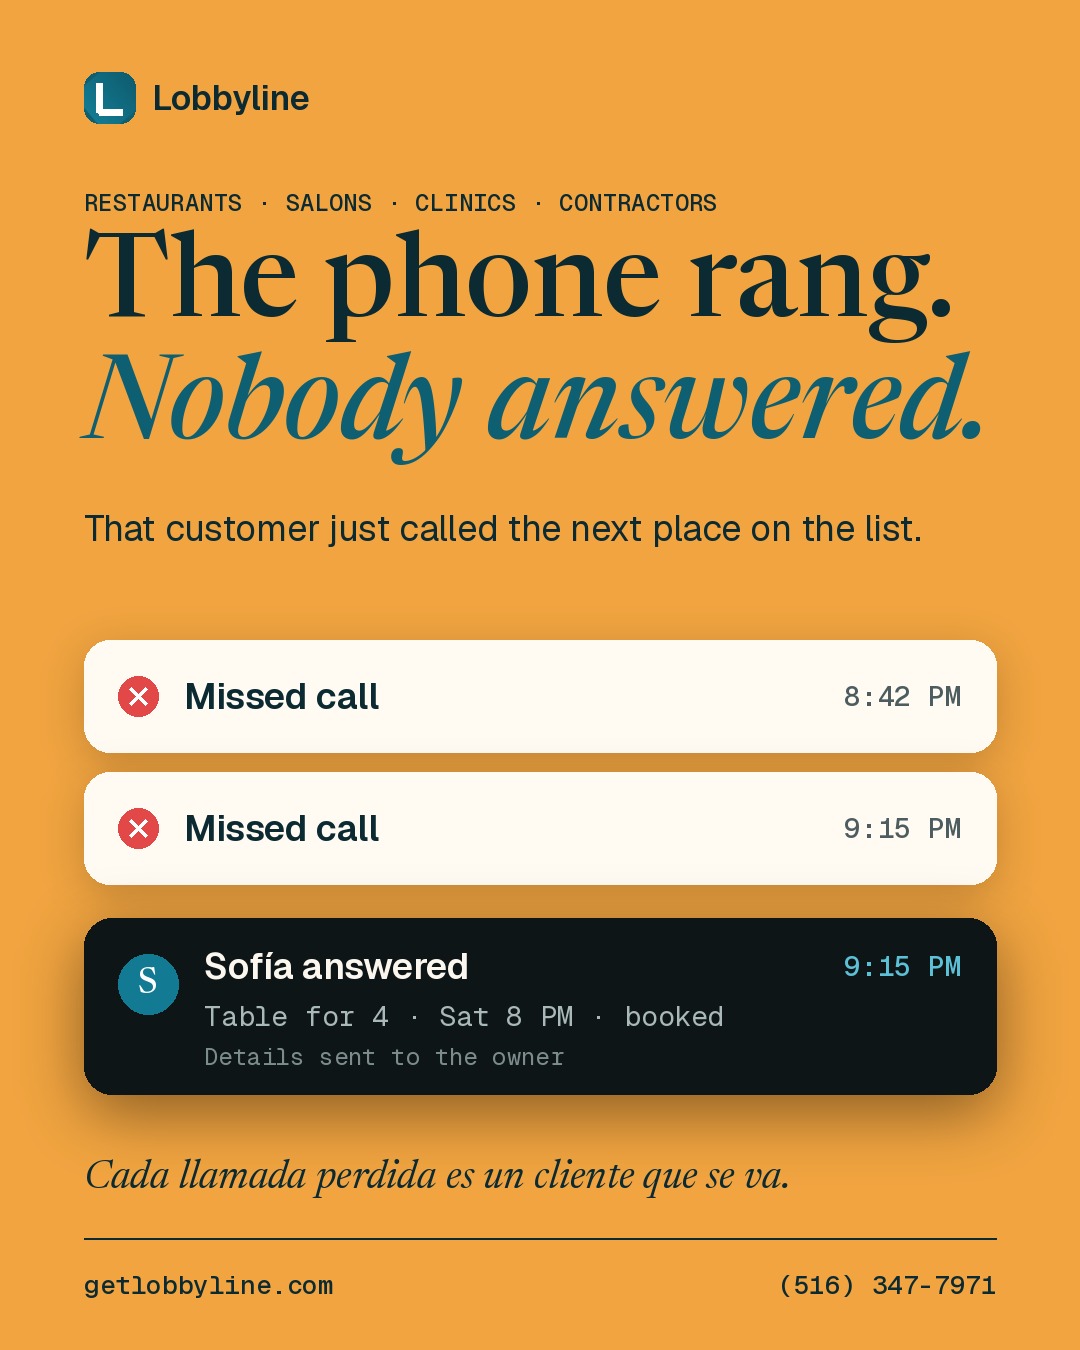 Lobbyline
RESTAURANTS · SALONS · CLINICS · CONTRACTORS
The phone rang.
Nobody answered.
That customer just called the next place on the list.
Missed call 8:42 PM
Missed call 9:15 PM
S Sofía answered 9:15 PM
Table for 4 · Sat 8 PM · booked
Details sent to the owner
Cada llamada perdida es un cliente que se va.
getlobbyline.com (516) 347-7971